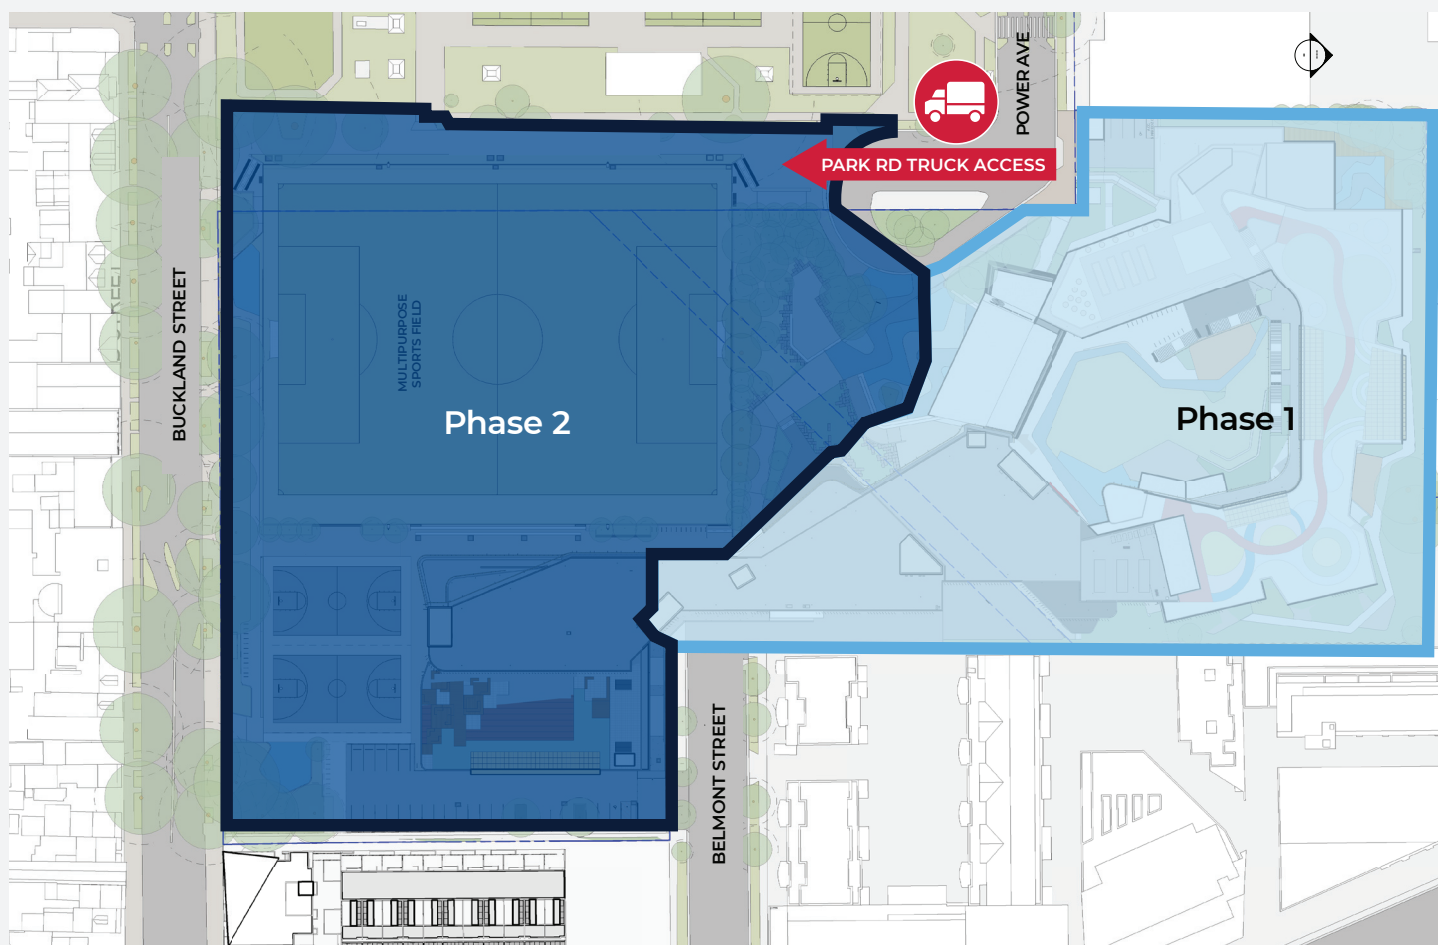 POWER AVE
PARK RD TRUCK ACCESS
BUCKLAND STREET
MULTIPURPOSE
SPORTS FIELD
Phase 2
Phase 1
BELMONT STREET